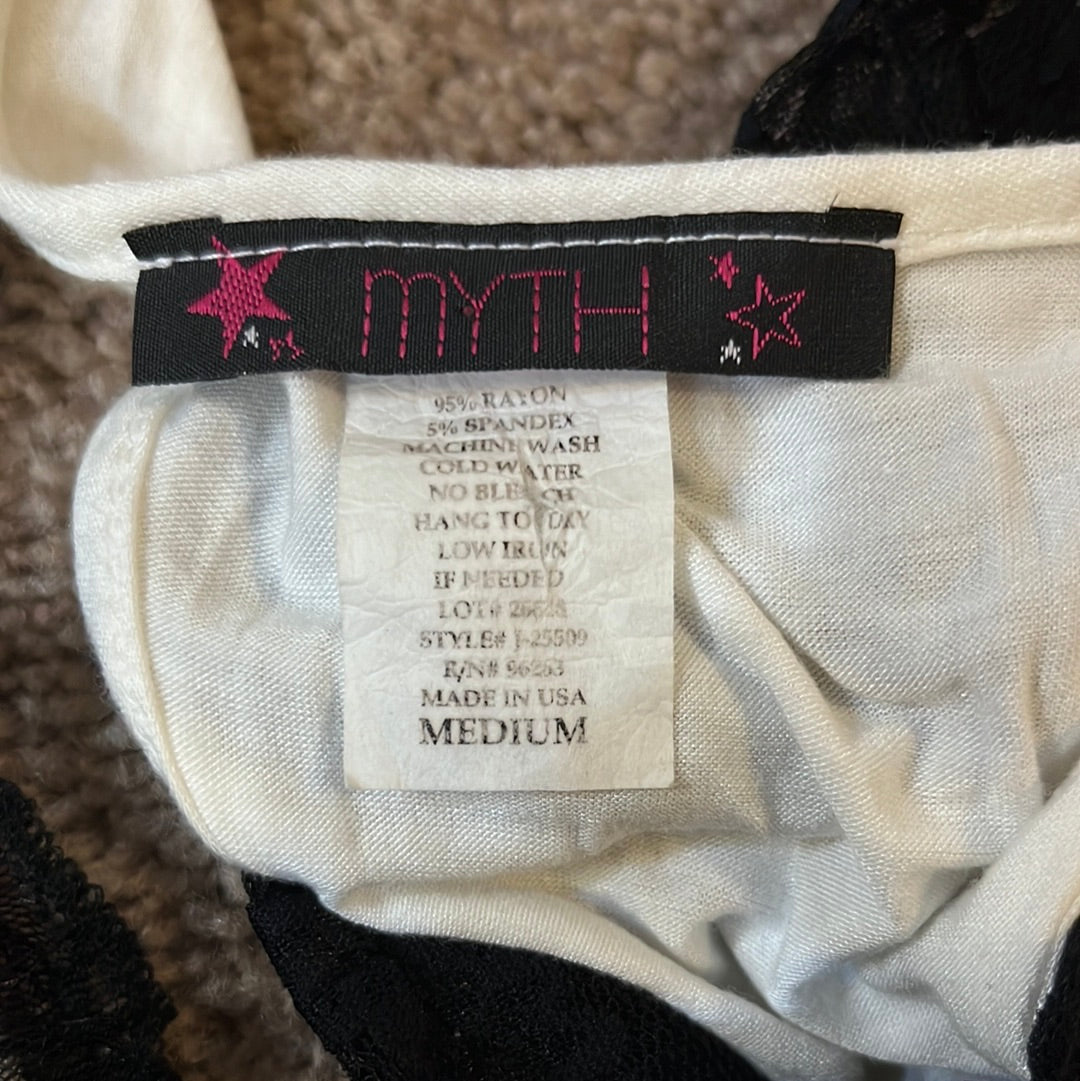 MYTH
95% RAYON
5% SPANDEX
MACHINE WASH
COLD WATER
NO BLEACH
HANG TO DRY
LOW IRON
IF NEEDED
LOT#
STYLE# J-25509
R/N# 96263
MADE IN USA
MEDIUM